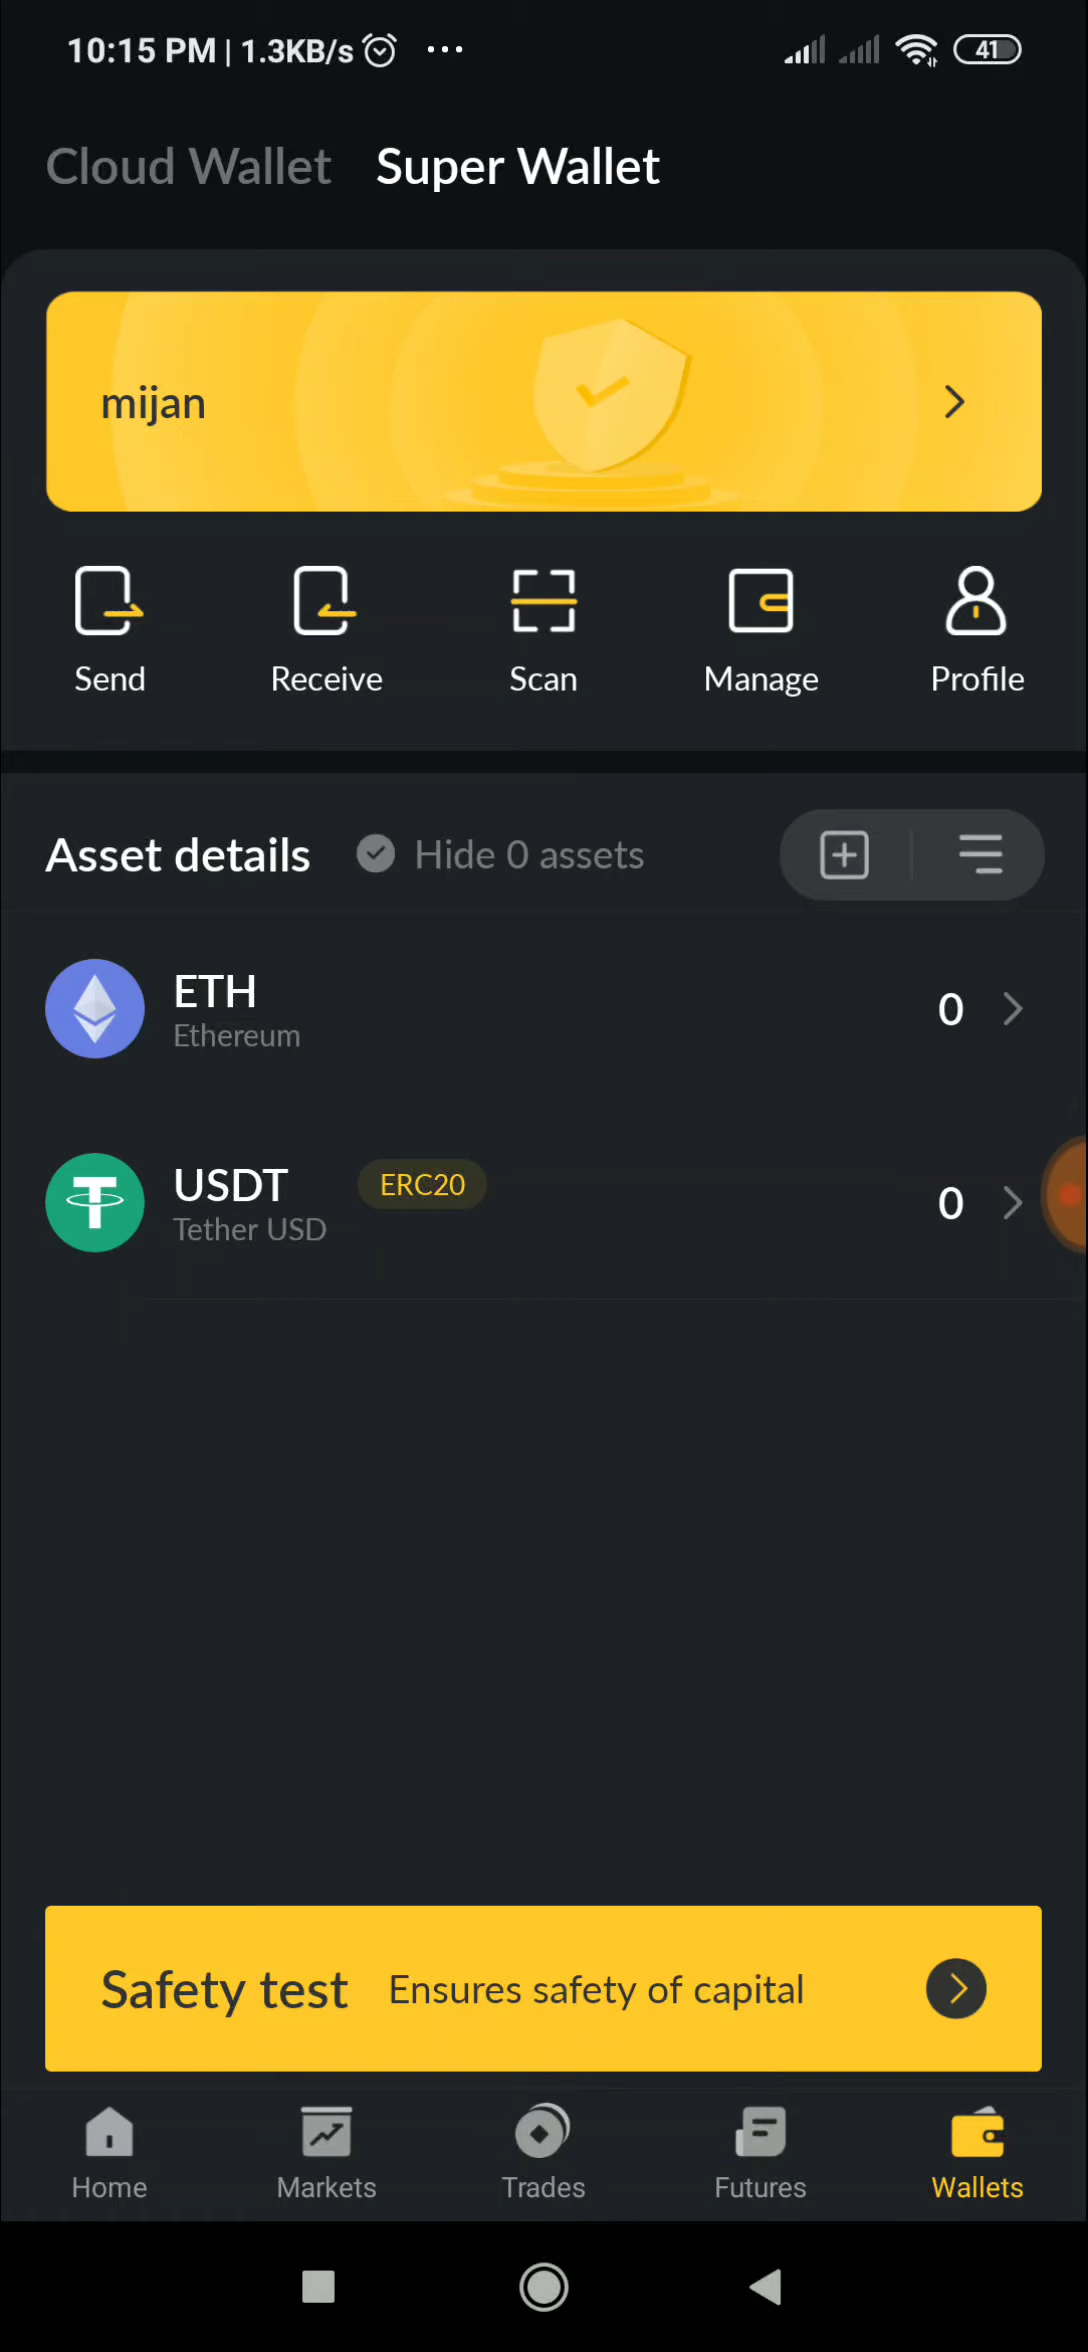 10:15 PM | 1.3KB/s ...
41
Cloud Wallet Super Wallet
mijan
Send Receive Scan Manage Profile
Asset details Hide 0 assets
ETH
Ethereum
0
USDT ERC20
Tether USD
0
Safety test Ensures safety of capital
Home Markets Trades Futures Wallets